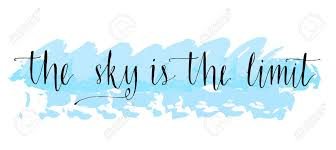 the sky is the limit